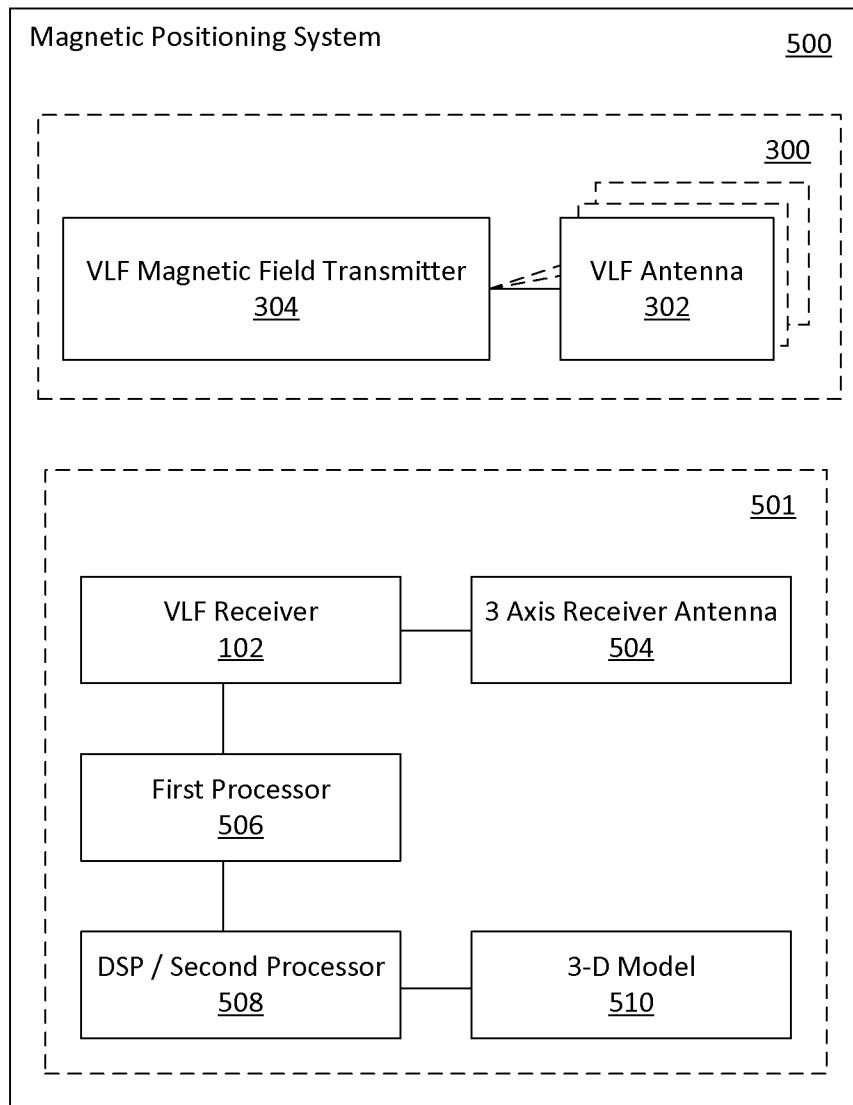 Magnetic Positioning System
500
300
VLF Magnetic Field Transmitter
304
VLF Antenna
302
501
VLF Receiver
102
3 Axis Receiver Antenna
504
First Processor
506
DSP / Second Processor
508
3-D Model
510